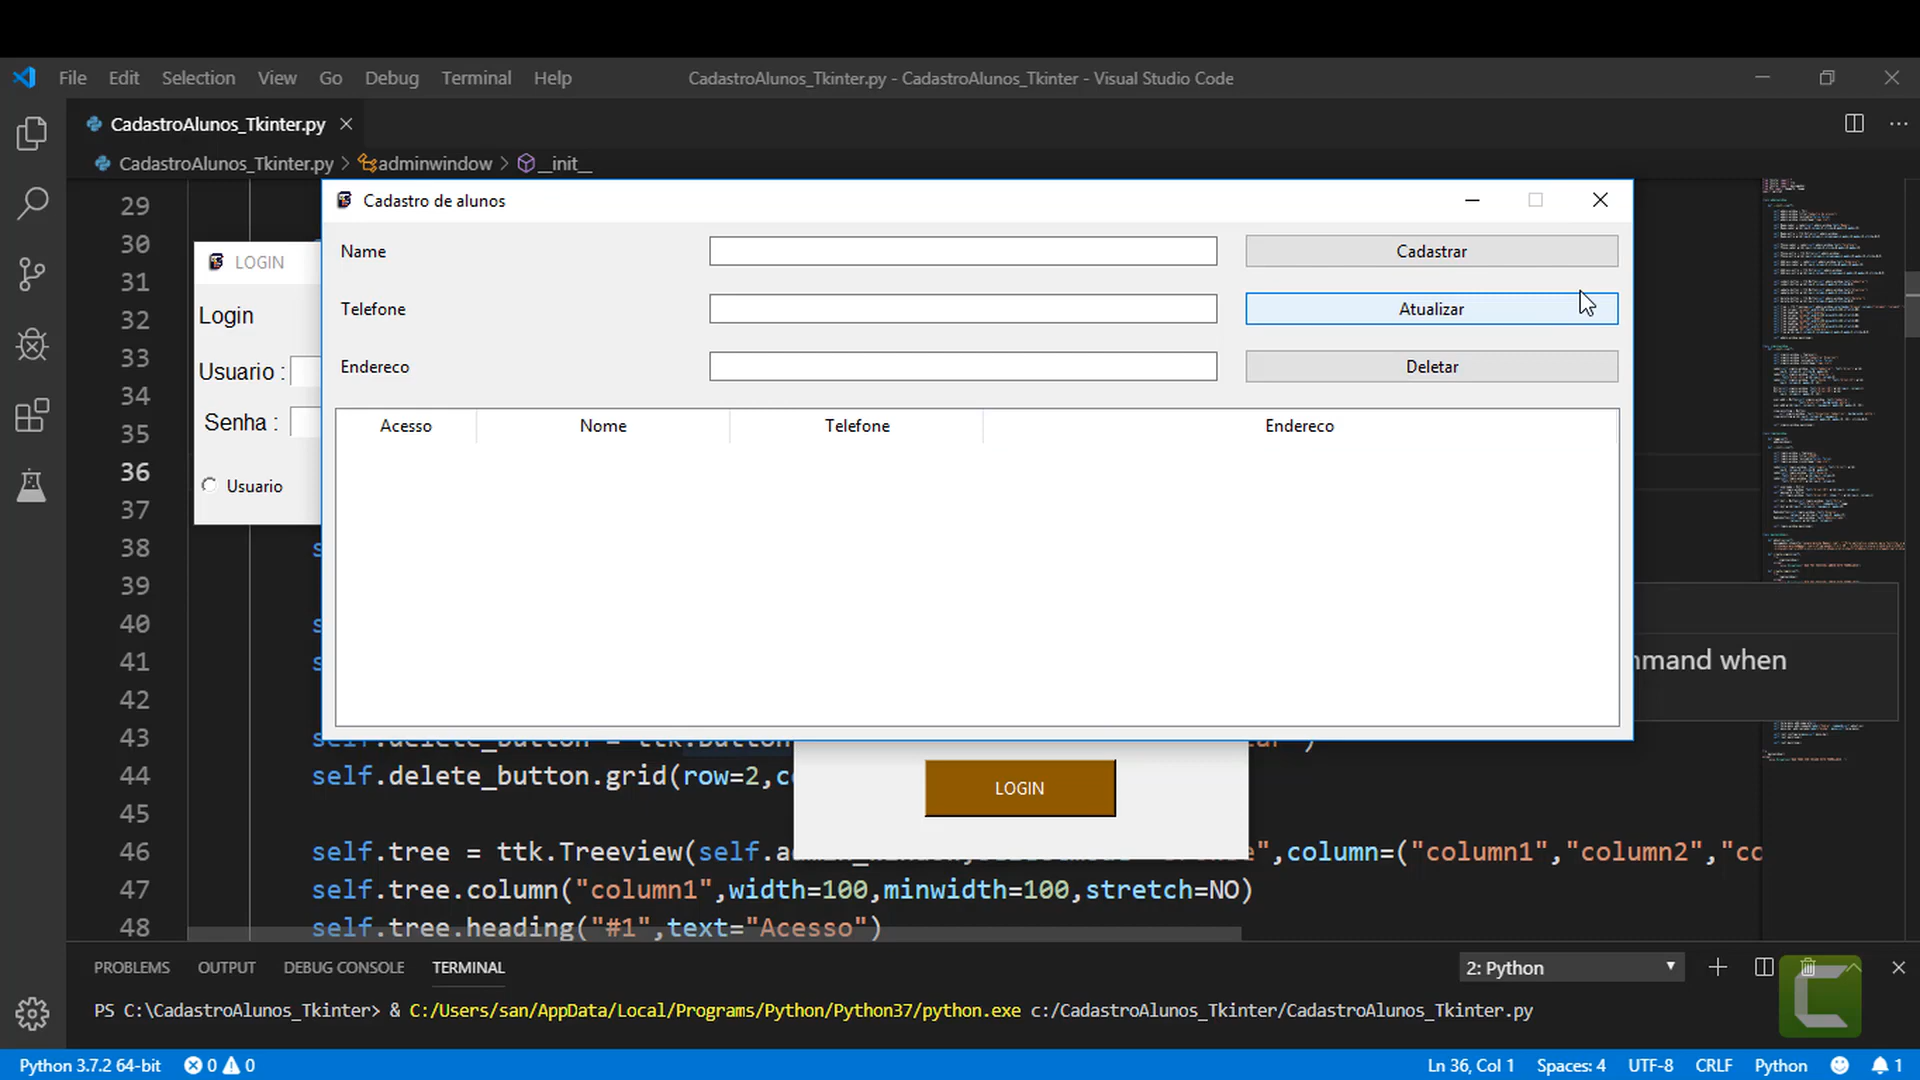 File Edit Selection View Go Debug Terminal Help CadastroAlunos_Tkinter.py - CadastroAlunos_Tkinter - Visual Studio Code
CadastroAlunos_Tkinter.py
CadastroAlunos_Tkinter.py > adminwindow > __init__
Cadastro de alunos
Name Cadastrar
Telefone Atualizar
Endereco Deletar
Acesso Nome Telefone Endereco
LOGIN
Login
Usuario :
Senha :
Usuario
29
30
31
32
33
34
35
36
37
38 s
39
40 s
41 s
42
mmand when
43 self.delete_button = ttk.Button
44 self.delete_button.grid(row=2,c
LOGIN
45
46 self.tree = ttk.Treeview(self. ",column=("column1","column2","co
47 self.tree.column("column1",width=100,minwidth=100,stretch=NO)
48 self.tree.heading("#1",text="Acesso")
PROBLEMS OUTPUT DEBUG CONSOLE TERMINAL 2: Python
PS C:\CadastroAlunos_Tkinter> & C:/Users/san/AppData/Local/Programs/Python/Python37/python.exe c:/CadastroAlunos_Tkinter/CadastroAlunos_Tkinter.py
Python 3.7.2 64-bit 0 0 Ln 36, Col 1 Spaces: 4 UTF-8 CRLF Python 1